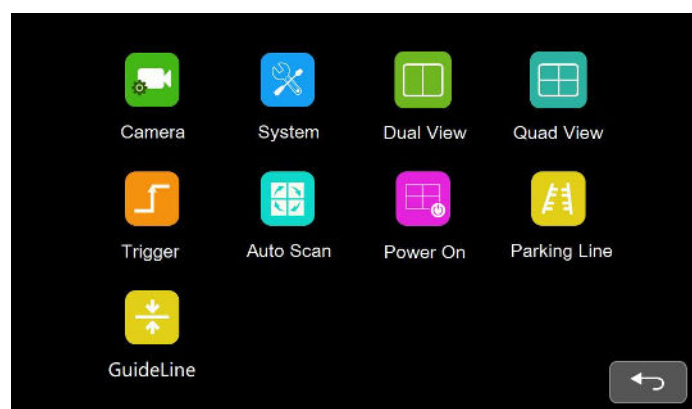 Camera System Dual View Quad View
Trigger Auto Scan Power On Parking Line
GuideLine